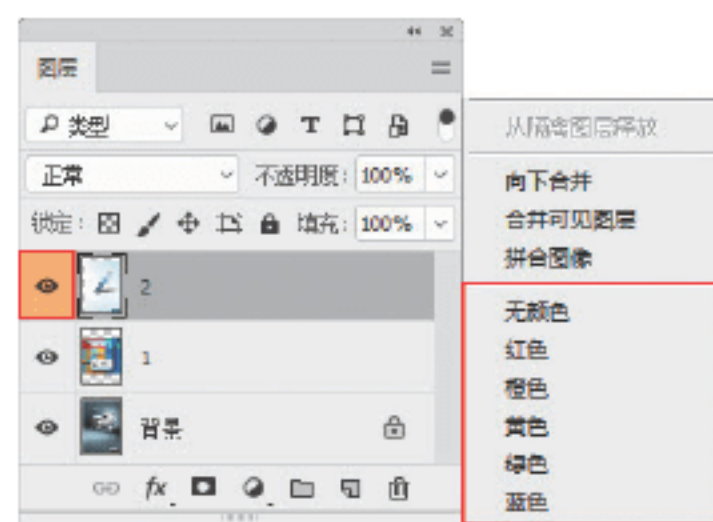 图层
类型
正常
不透明度: 100%
锁定:
填充: 100%
2
1
背景
fx
从隔离图层释放
向下合并
合并可见图层
拼合图像
无颜色
红色
橙色
黄色
绿色
蓝色